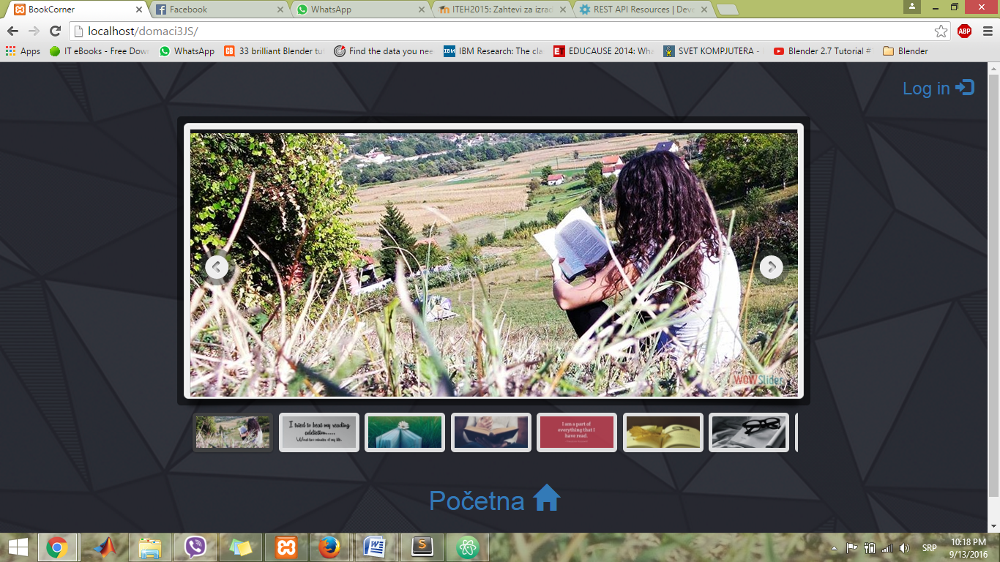 BookCorner
Facebook
WhatsApp
ITEH2015: Zahtevi za izrad
REST API Resources | Deve
localhost/domaci3JS/
ABP
Apps
IT eBooks - Free Dow
WhatsApp
33 brilliant Blender tu
Find the data you nee
IBM Research: The cla
EDUCAUSE 2014: Wha
SVET KOMPJUTERA -
Blender 2.7 Tutorial #
Blender
Log in
WOWSlider
I tried to beat my reading
addiction.....
Worst two minutes of my life.
I am a part of
everything that I
have read.
Početna
SRP
10:18 PM
9/13/2016